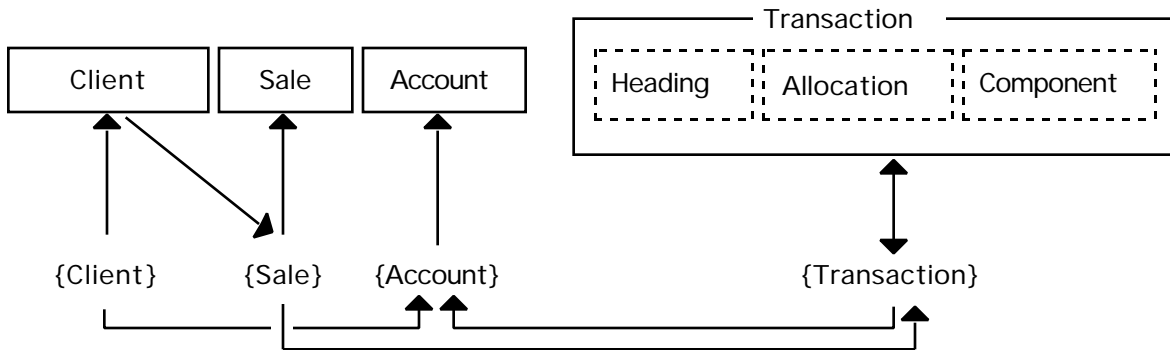 Transaction
Client Sale Account
Heading Allocation Component
{Client} {Sale} {Account} {Transaction}